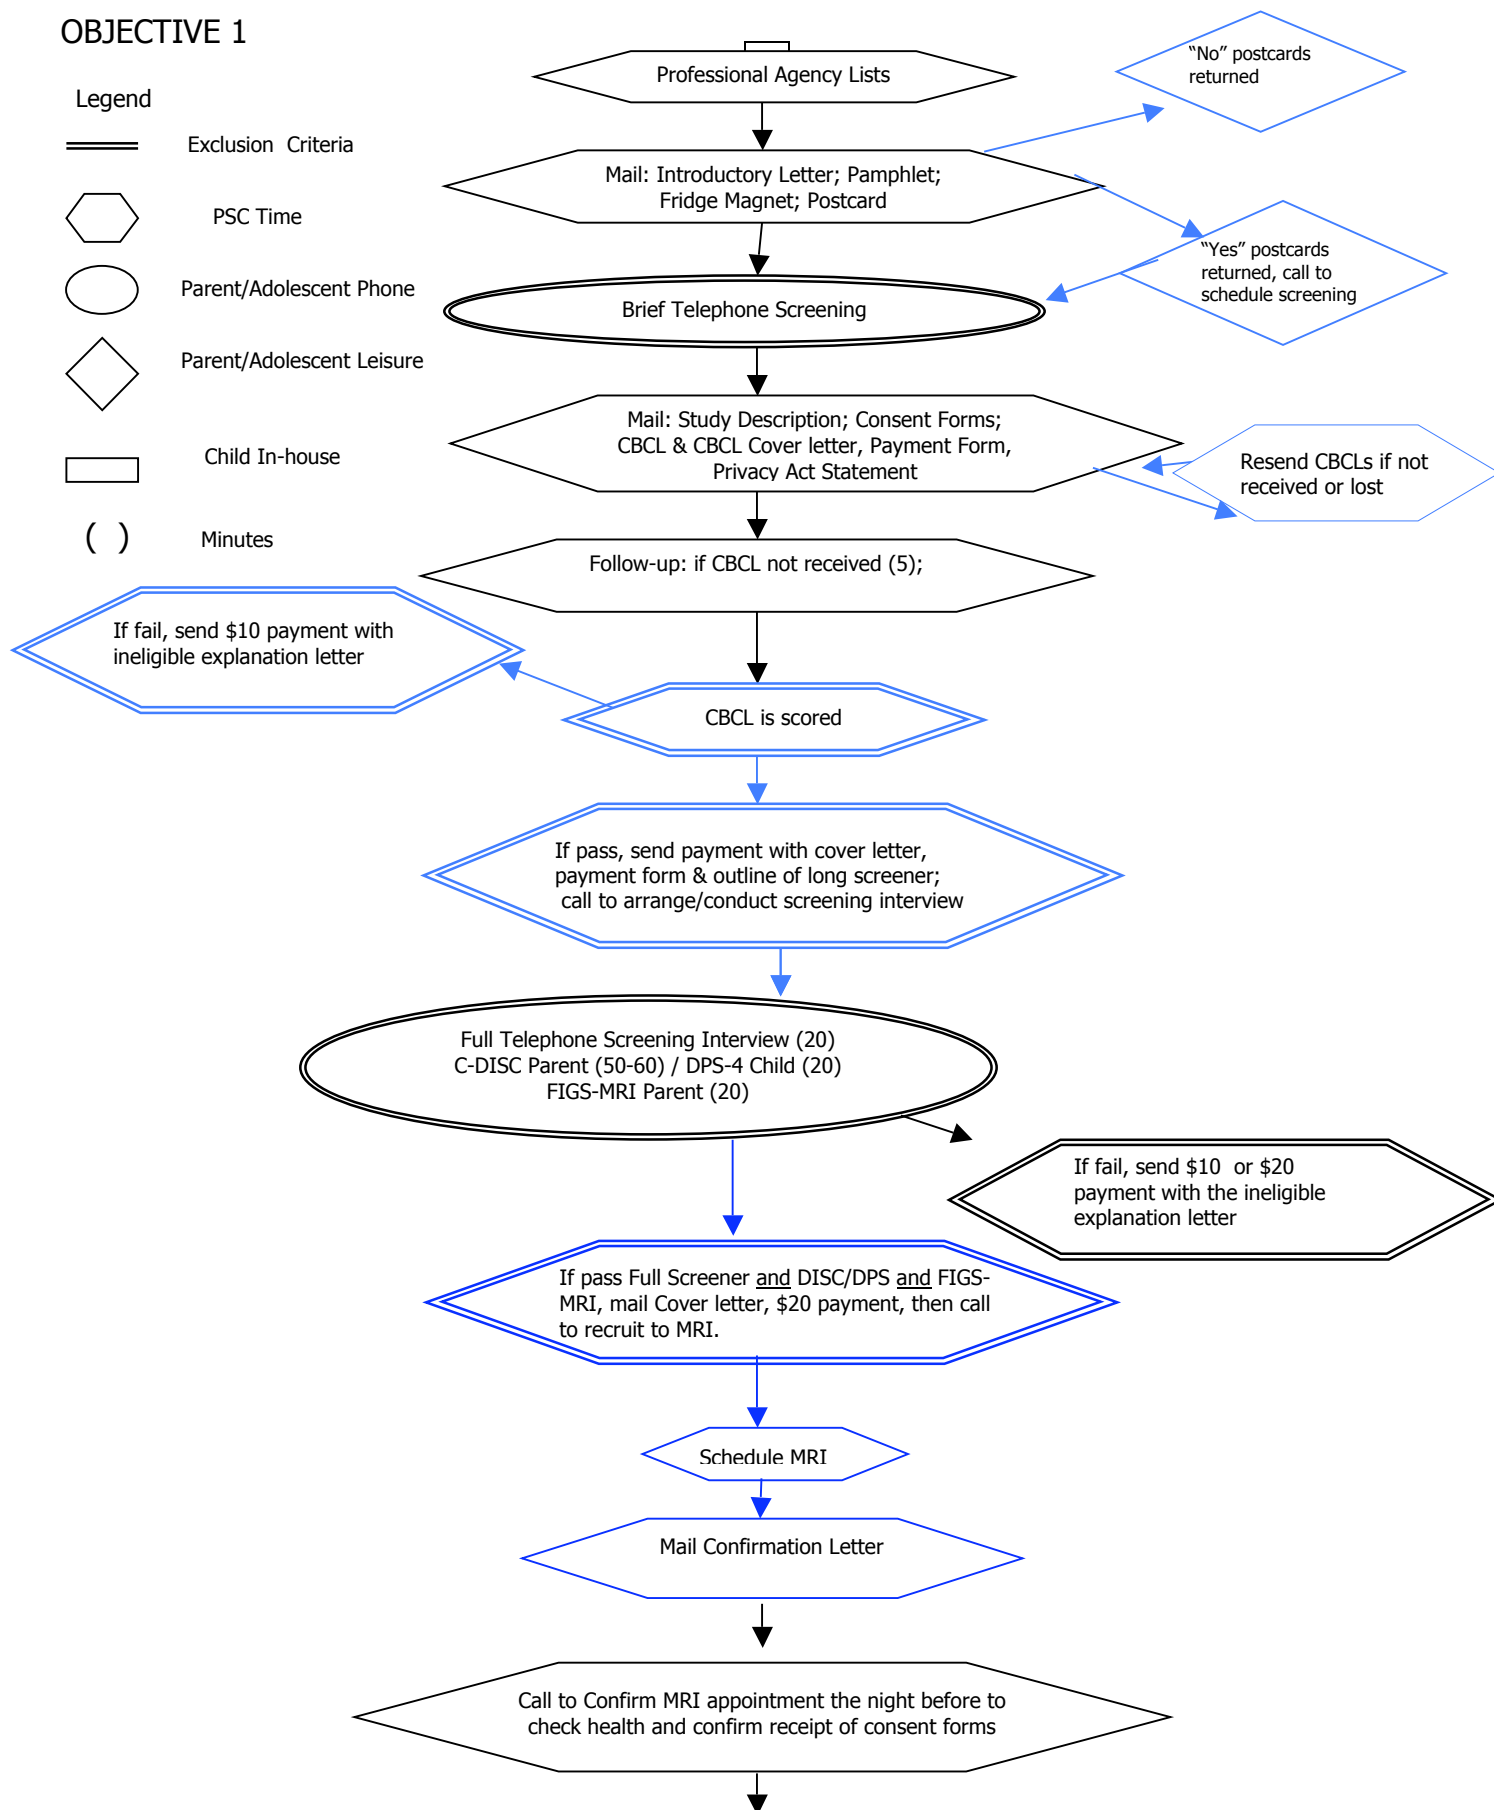 OBJECTIVE 1
Legend
Exclusion Criteria
PSC Time
Parent/Adolescent Phone
Parent/Adolescent Leisure
Child In-house
( )
Minutes
Professional Agency Lists
"No" postcards
returned
Mail: Introductory Letter; Pamphlet;
Fridge Magnet; Postcard
"Yes" postcards
returned, call to
schedule screening
Brief Telephone Screening
Mail: Study Description; Consent Forms;
CBCL & CBCL Cover letter, Payment Form,
Privacy Act Statement
Resend CBCLs if not
received or lost
Follow-up: if CBCL not received (5);
If fail, send $10 payment with
ineligible explanation letter
CBCL is scored
If pass, send payment with cover letter,
payment form & outline of long screener;
call to arrange/conduct screening interview
Full Telephone Screening Interview (20)
C-DISC Parent (50-60) / DPS-4 Child (20)
FIGS-MRI Parent (20)
If fail, send $10 or $20
payment with the ineligible
explanation letter
If pass Full Screener and DISC/DPS and FIGS-
MRI, mail Cover letter, $20 payment, then call
to recruit to MRI.
Schedule MRI
Mail Confirmation Letter
Call to Confirm MRI appointment the night before to
check health and confirm receipt of consent forms